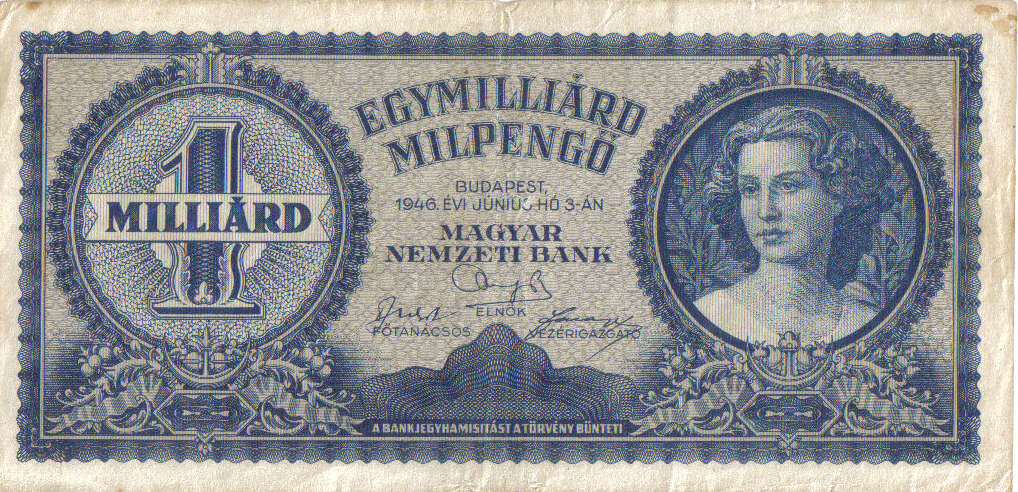 1
MILLIÁRD
EGYMILLIÁRD
MILPENGŐ
BUDAPEST,
1946. ÉVI JÚNIUS HÓ 3-ÁN
MAGYAR
NEMZETI BANK
ELNÖK
FŐTANÁCSOS
VEZÉRIGAZGATÓ
A BANKJEGYHAMISITÁST A TÖRVÉNY BÜNTETI